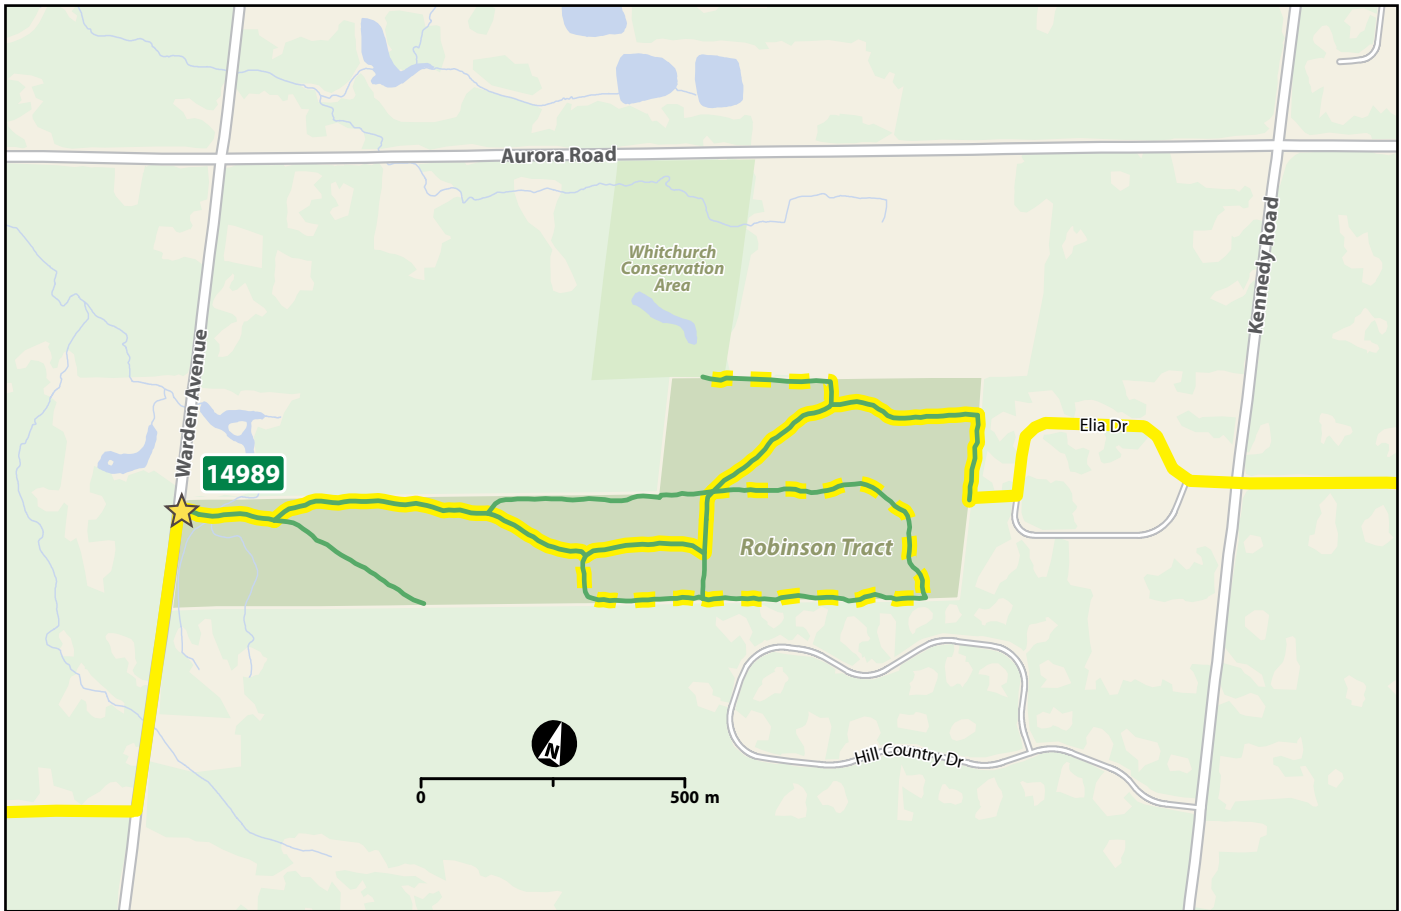 Aurora Road
Whitchurch
Conservation
Area
Kennedy Road
Warden Avenue
Elia Dr
14989
Robinson Tract
N
Hill Country Dr
0
500 m